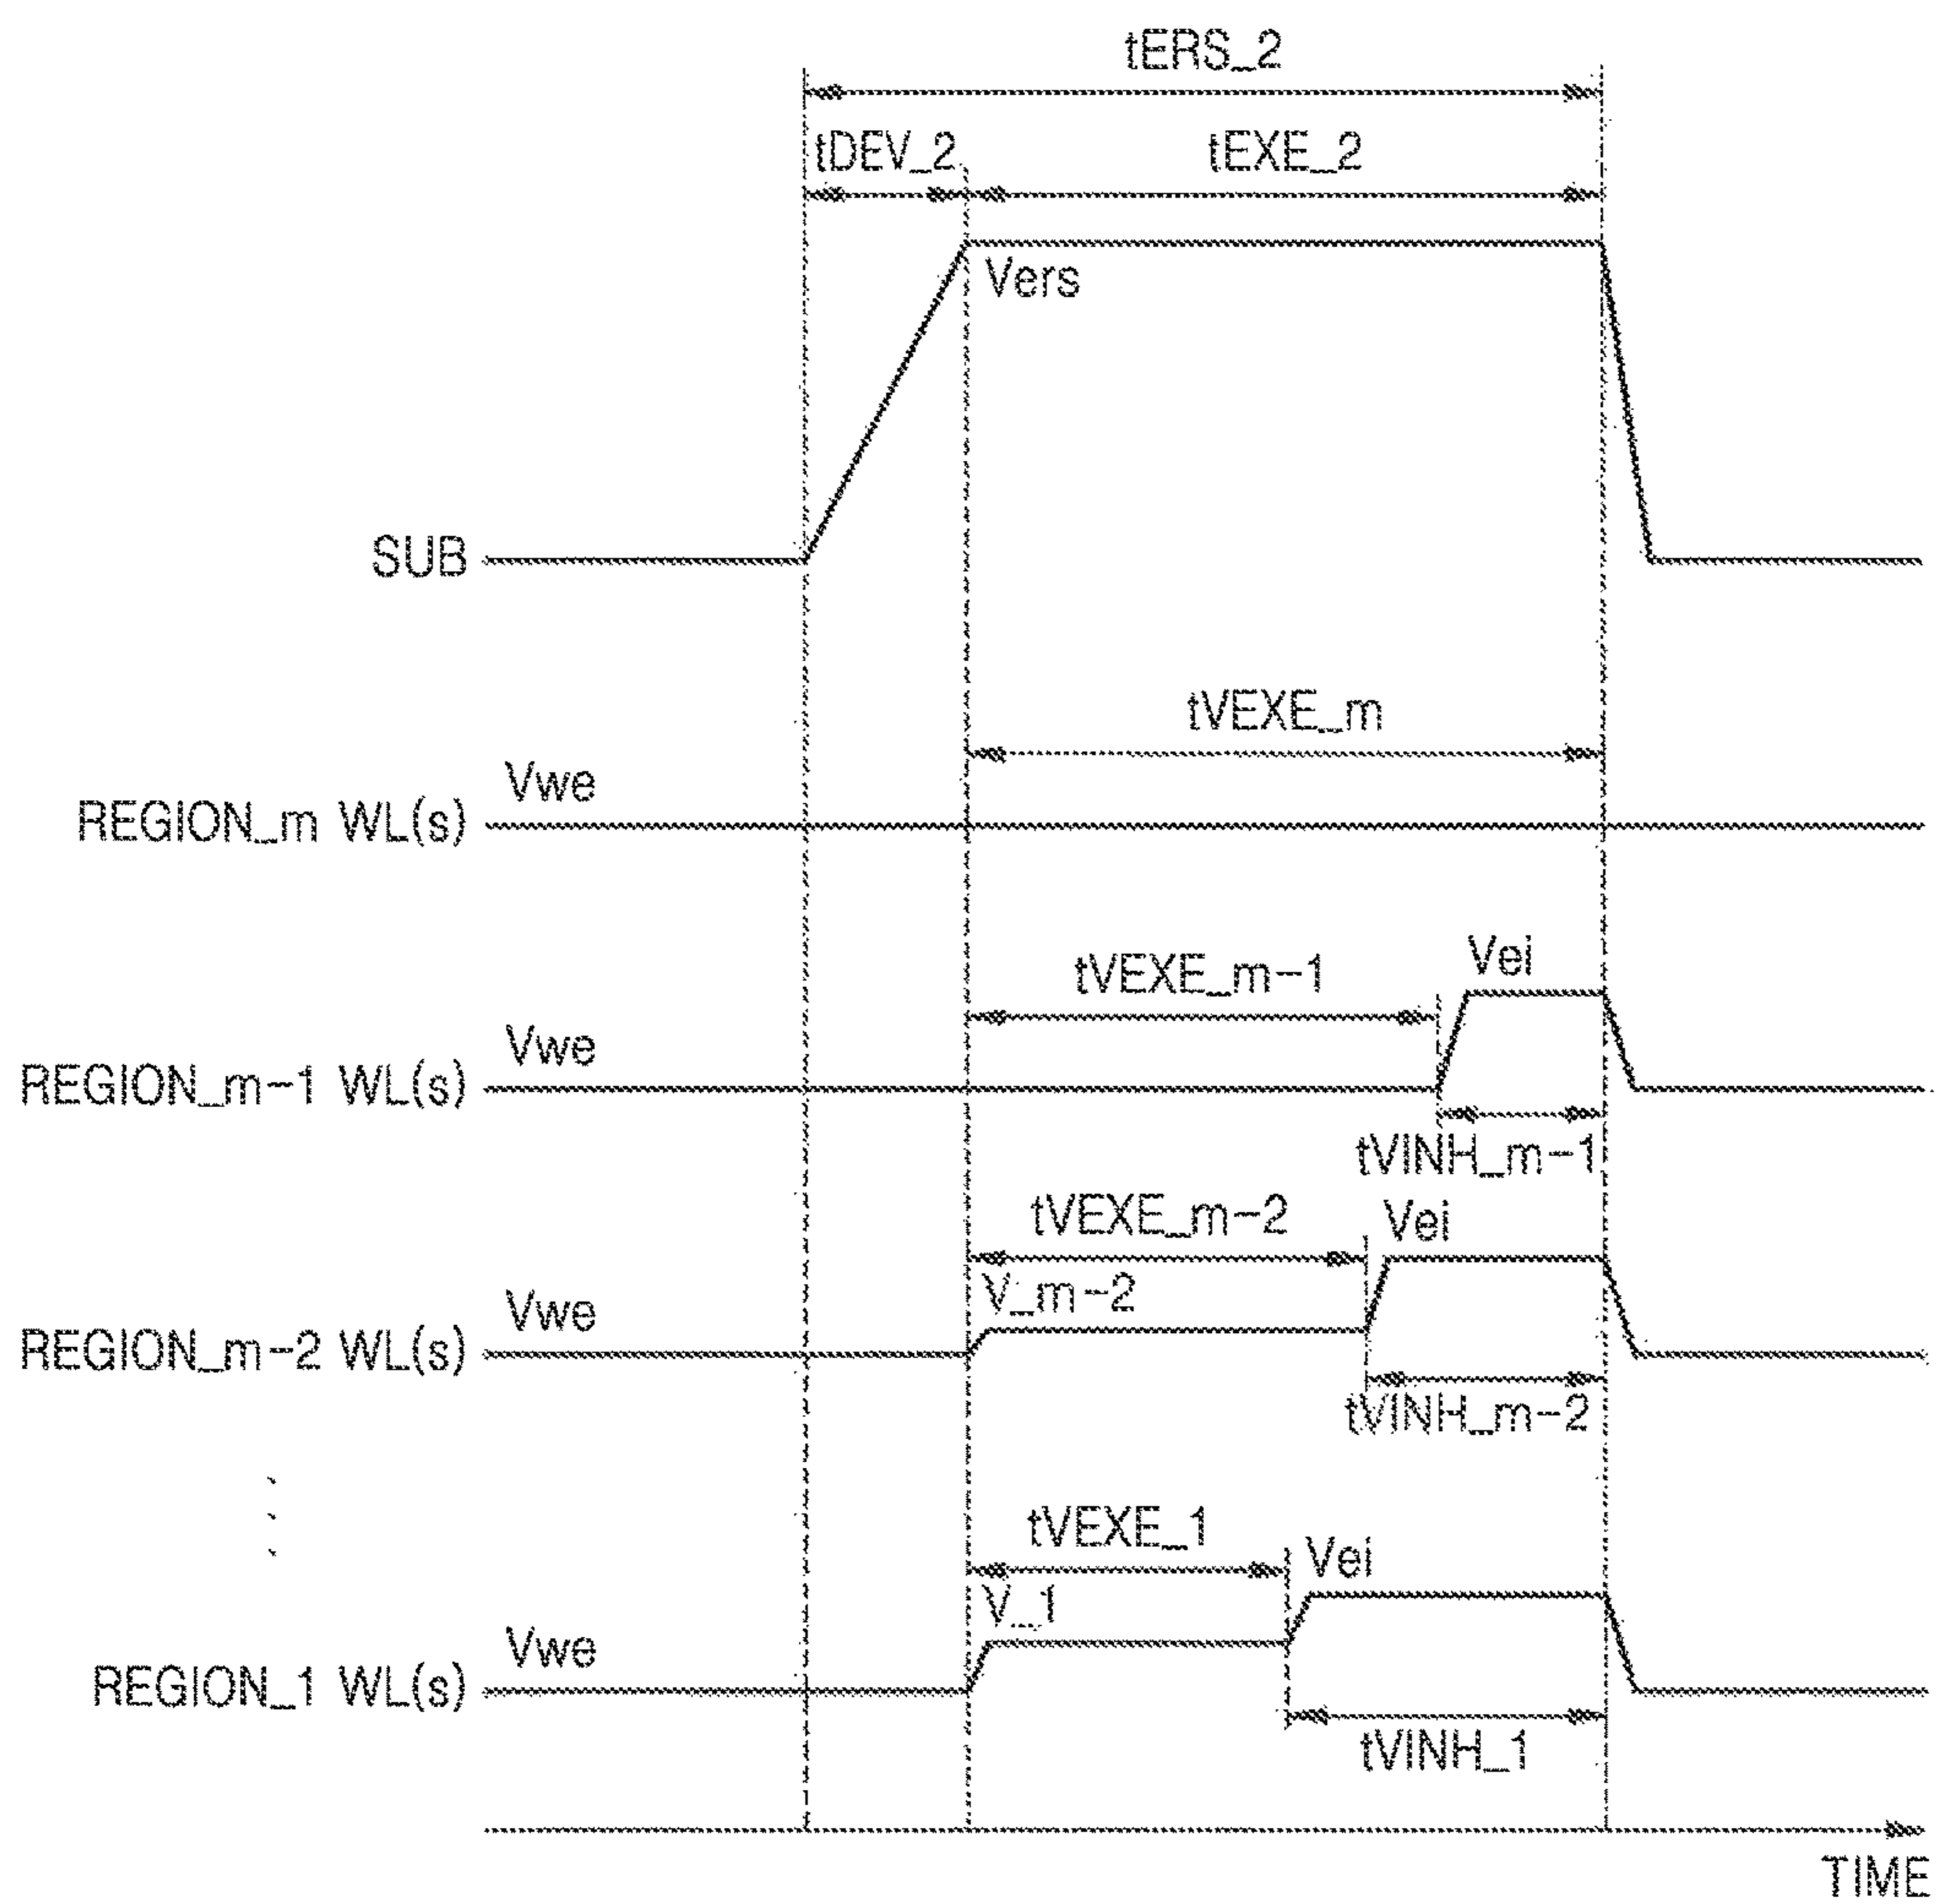 tERS_2
tDEV_2
tEXE_2
Vers
SUB
tVEXE_m
Vwe
REGION_m WL(s)
Vei
tVEXE_m-1
Vwe
REGION_m-1 WL(s)
tVINH_m-1
tVEXE_m-2
Vei
V_m-2
Vwe
REGION_m-2 WL(s)
tVINH_m-2
tVEXE_1
Vei
V_1
Vwe
REGION_1 WL(s)
tVINH_1
TIME